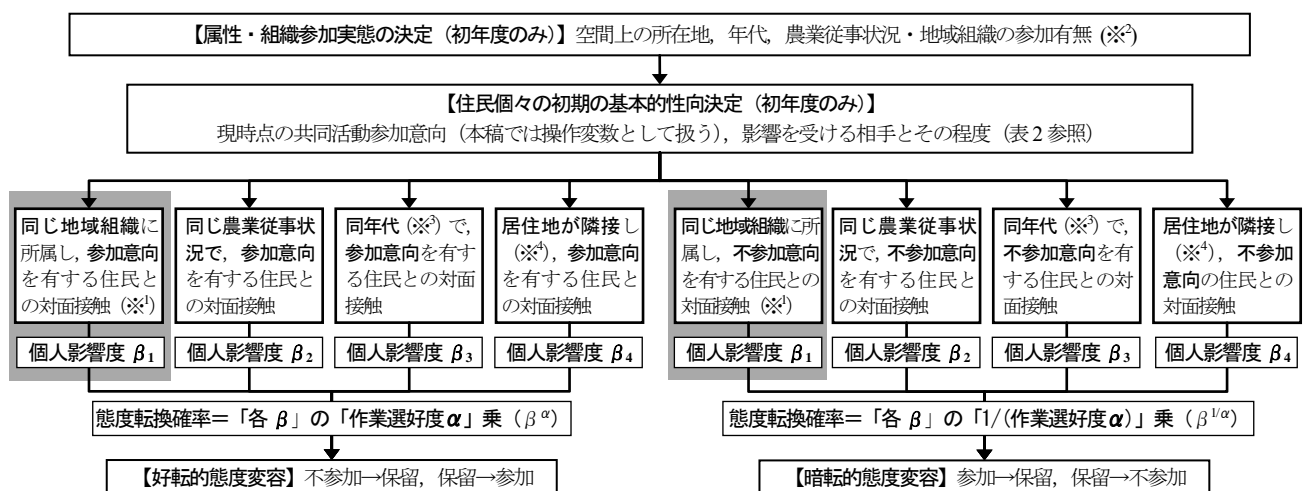 【属性・組織参加実態の決定（初年度のみ）】空間上の所在地，年代，農業従事状況・地域組織の参加有無 (※2)
【住民個々の初期の基本的性向決定（初年度のみ）】
現時点の共同活動参加意向（本稿では操作変数として扱う），影響を受ける相手とその程度（表2参照）
同じ地域組織に
所属し，参加意向
を有する住民と
の対面接触 (※1)
同じ農業従事状
況で，参加意向
を有する住民と
の対面接触
同年代 (※3) で，
参加意向を有す
る住民との対面
接触
居住地が隣接し
(※4)，参加意向
を有する住民と
の対面接触
同じ地域組織に所
属し，不参加意向
を有する住民との
対面接触 (※1)
同じ農業従事状
況で，不参加意向
を有する住民と
の対面接触
同年代 (※3) で，
不参加意向を有
する住民との対
面接触
居住地が隣接し
(※4)，不参加
意向の住民との
対面接触
個人影響度 β1
個人影響度 β2
個人影響度 β3
個人影響度 β4
個人影響度 β1
個人影響度 β2
個人影響度 β3
個人影響度 β4
態度転換確率＝「各 β」の「作業選好度α」乗（β^α）
態度転換確率＝「各 β」の「1/(作業選好度α)」乗（β^1/α）
【好転的態度変容】不参加→保留，保留→参加
【暗転的態度変容】参加→保留，保留→不参加